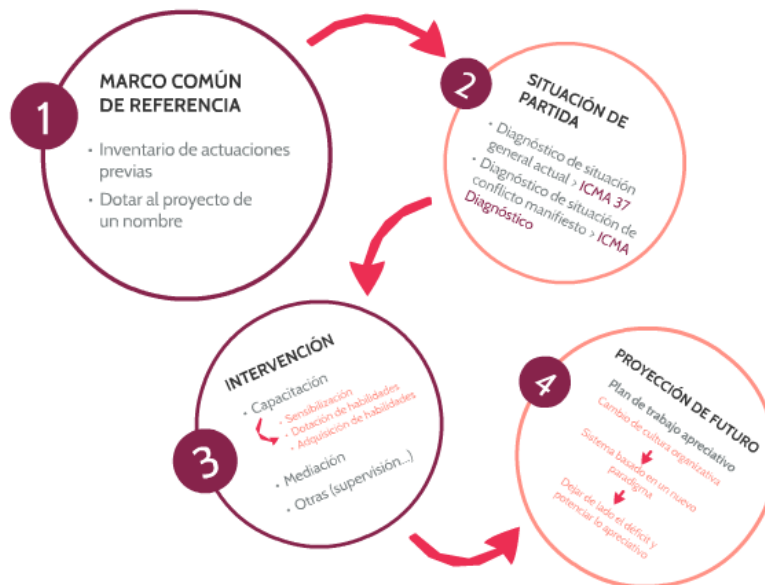 1
MARCO COMÚN
DE REFERENCIA
• Inventario de actuaciones
previas
• Dotar al proyecto de
un nombre
2
SITUACIÓN DE
PARTIDA
• Diagnóstico de situación
general actual > ICMA 37
• Diagnóstico de situación de
conflicto manifiesto > ICMA
Diagnóstico
3
INTERVENCIÓN
• Capacitación
• Sensibilización
• Dotación de habilidades
• Adquisición de habilidades
• Mediación
• Otras (supervisión...)
4
PROYECCIÓN DE FUTURO
Plan de trabajo apreciativo
Cambio de cultura organizativa
Sistema basado en un nuevo
paradigma
Dejar de lado el déficit y
potenciar lo apreciativo